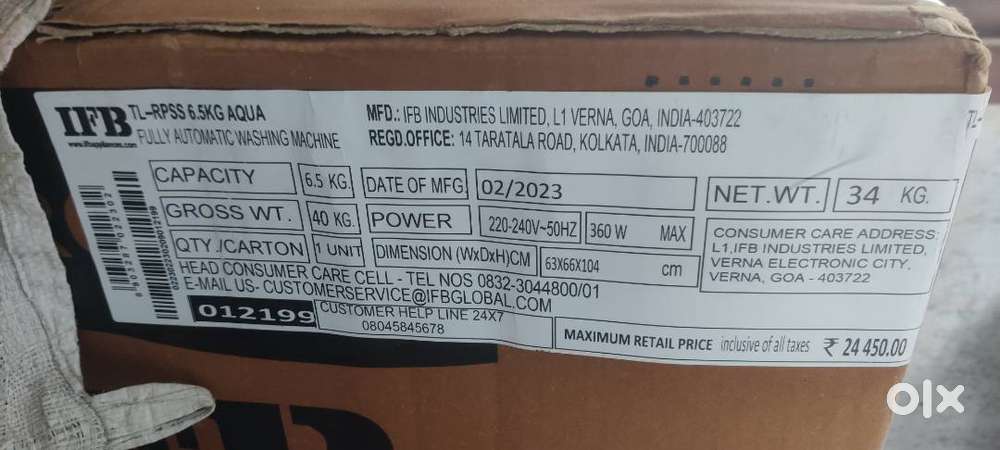 IFB
www.ifbappliances.com
TL-RPSS 6.5KG AQUA
FULLY AUTOMATIC WASHING MACHINE
MFD.: IFB INDUSTRIES LIMITED, L1 VERNA, GOA, INDIA-403722
REGD.OFFICE: 14 TARATALA ROAD, KOLKATA, INDIA-700088
CAPACITY 6.5 KG. DATE OF MFG 02/2023 NET.WT. 34 KG.
GROSS WT. 40 KG. POWER 220-240V~50HZ 360 W MAX
QTY./CARTON 1 UNIT DIMENSION (WxDxH)CM 63X66X104 cm
CONSUMER CARE ADDRESS:
L1,IFB INDUSTRIES LIMITED,
VERNA ELECTRONIC CITY,
VERNA, GOA - 403722
HEAD CONSUMER CARE CELL - TEL NOS 0832-3044800/01
E-MAIL US- CUSTOMERSERVICE@IFBGLOBAL.COM
012199 CUSTOMER HELP LINE 24X7
08045845678
MAXIMUM RETAIL PRICE inclusive of all taxes ₹ 24 450.00
8903287022302
TL-
olx